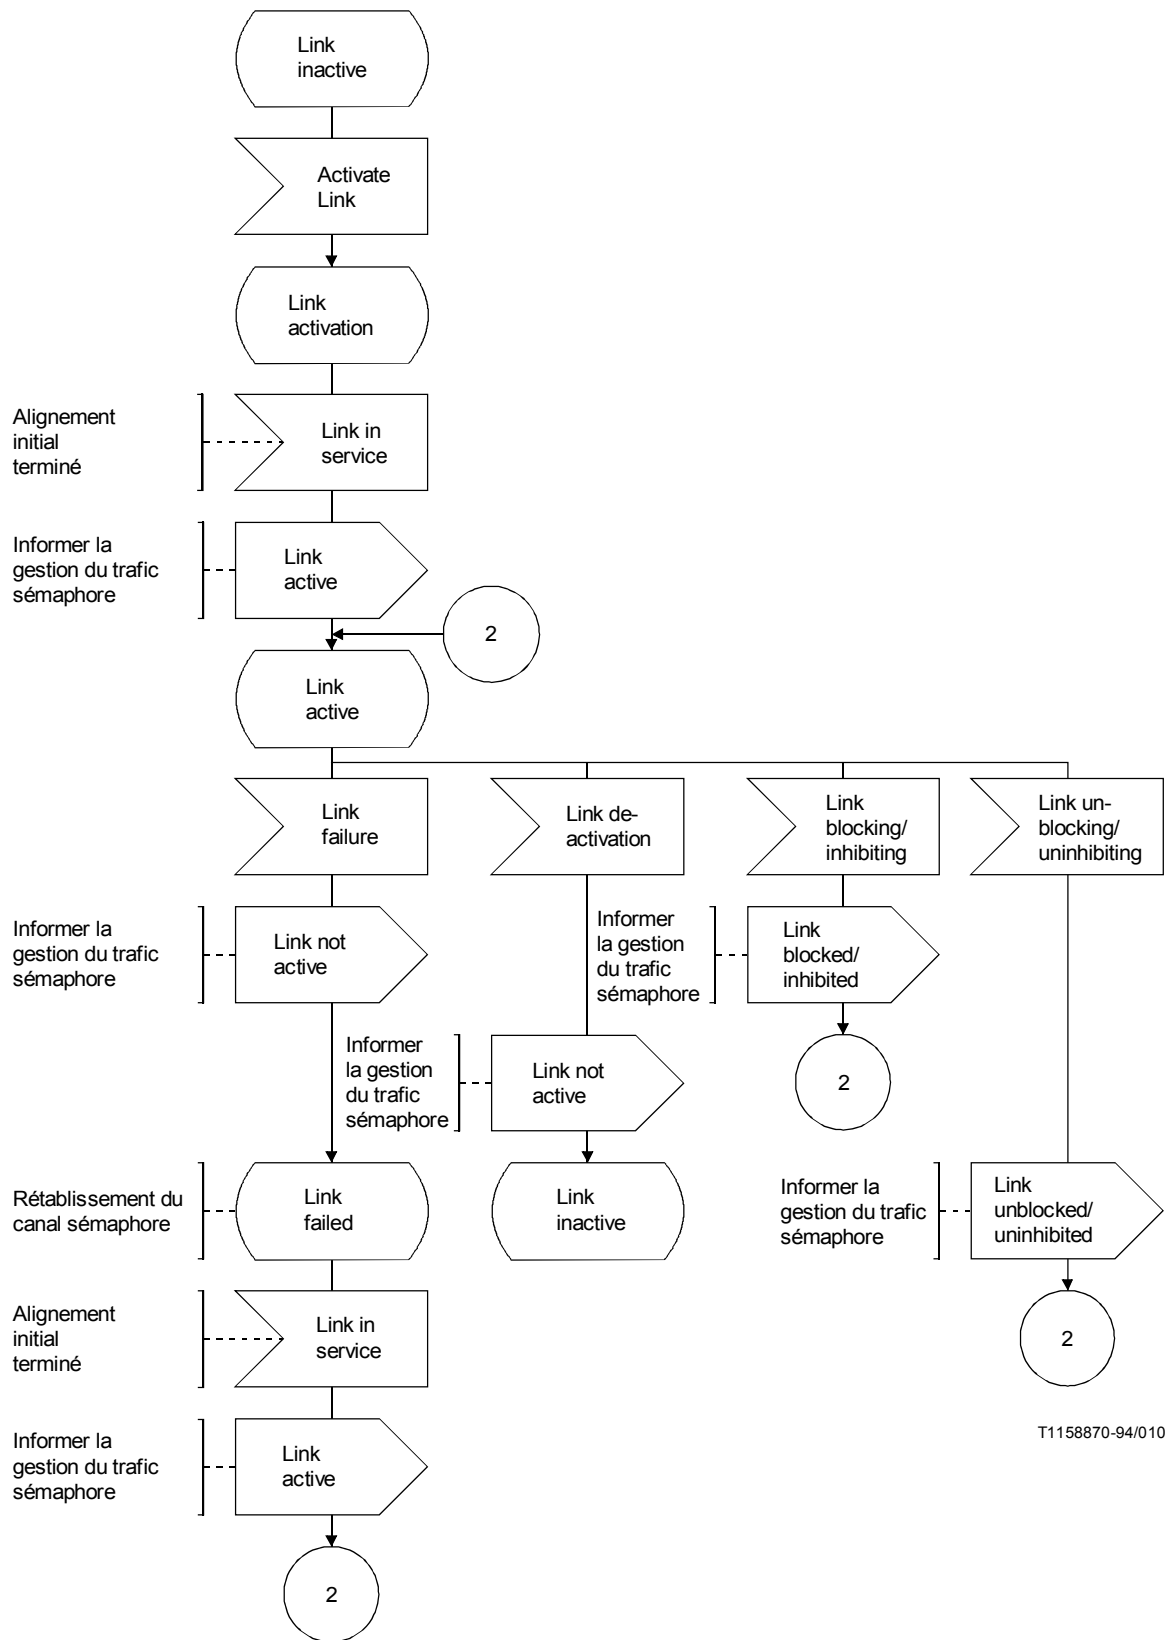 Link
inactive
Activate
Link
Link
activation
Alignement
initial
terminé
Link in
service
Informer la
gestion du trafic
sémaphore
Link
active
2
Link
active
Link
failure
Link de-
activation
Link
blocking/
inhibiting
Link un-
blocking/
uninhibiting
Informer la
gestion du trafic
sémaphore
Link not
active
Informer
la gestion
du trafic
sémaphore
Link
blocked/
inhibited
Informer
la gestion
du trafic
sémaphore
Link not
active
2
Rétablissement du
canal sémaphore
Link
failed
Link
inactive
Informer la
gestion du trafic
sémaphore
Link
unblocked/
uninhibited
Alignement
initial
terminé
Link in
service
2
Informer la
gestion du trafic
sémaphore
Link
active
T1158870-94/010
2